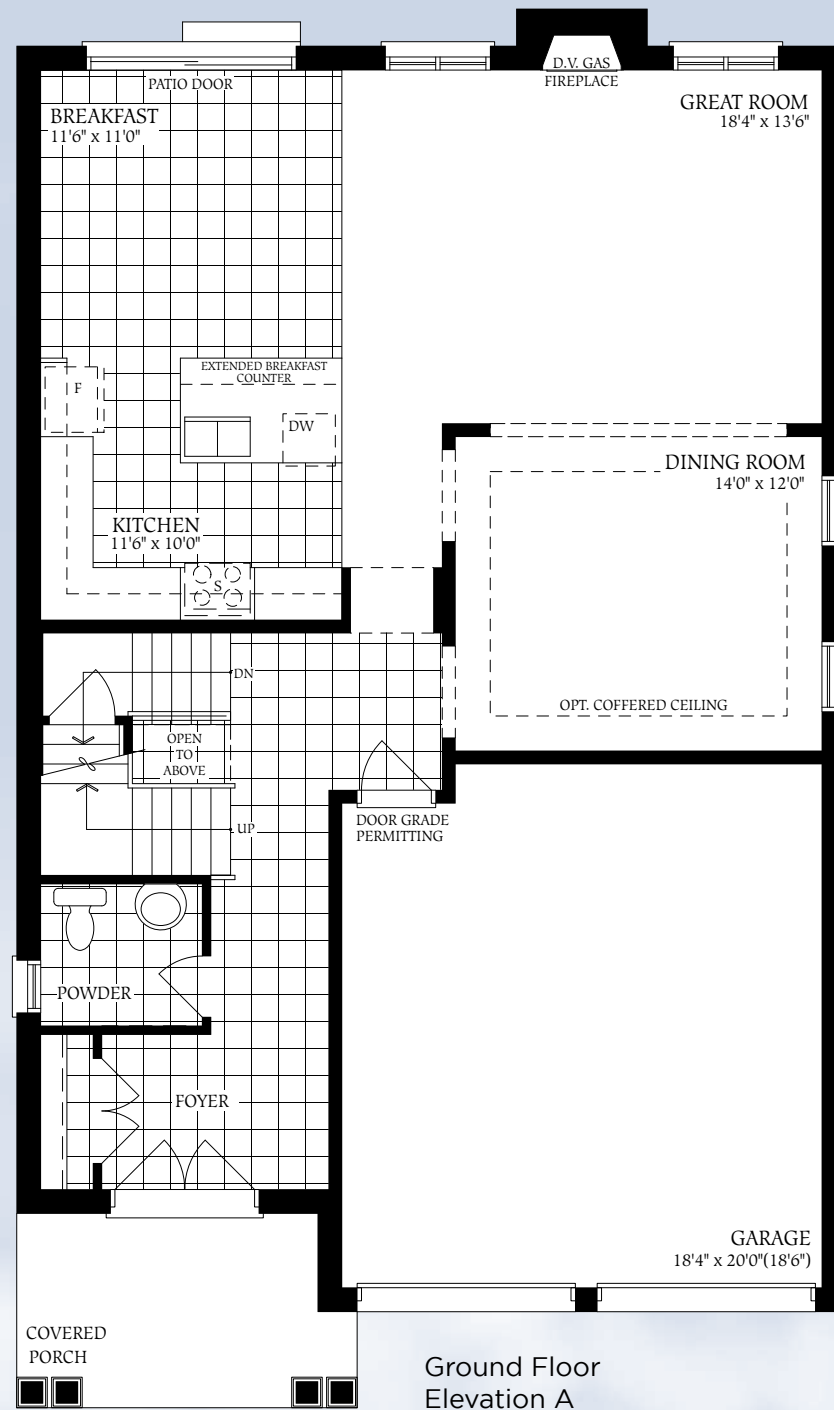 D.V. GAS
FIREPLACE
PATIO DOOR
BREAKFAST
11'6" x 11'0"
GREAT ROOM
18'4" x 13'6"
EXTENDED BREAKFAST
COUNTER
F
DW
DINING ROOM
14'0" x 12'0"
KITCHEN
11'6" x 10'0"
S
DN
OPT. COFFERED CEILING
OPEN
TO
ABOVE
UP
DOOR GRADE
PERMITTING
POWDER
FOYER
GARAGE
18'4" x 20'0"(18'6")
COVERED
PORCH
Ground Floor
Elevation A